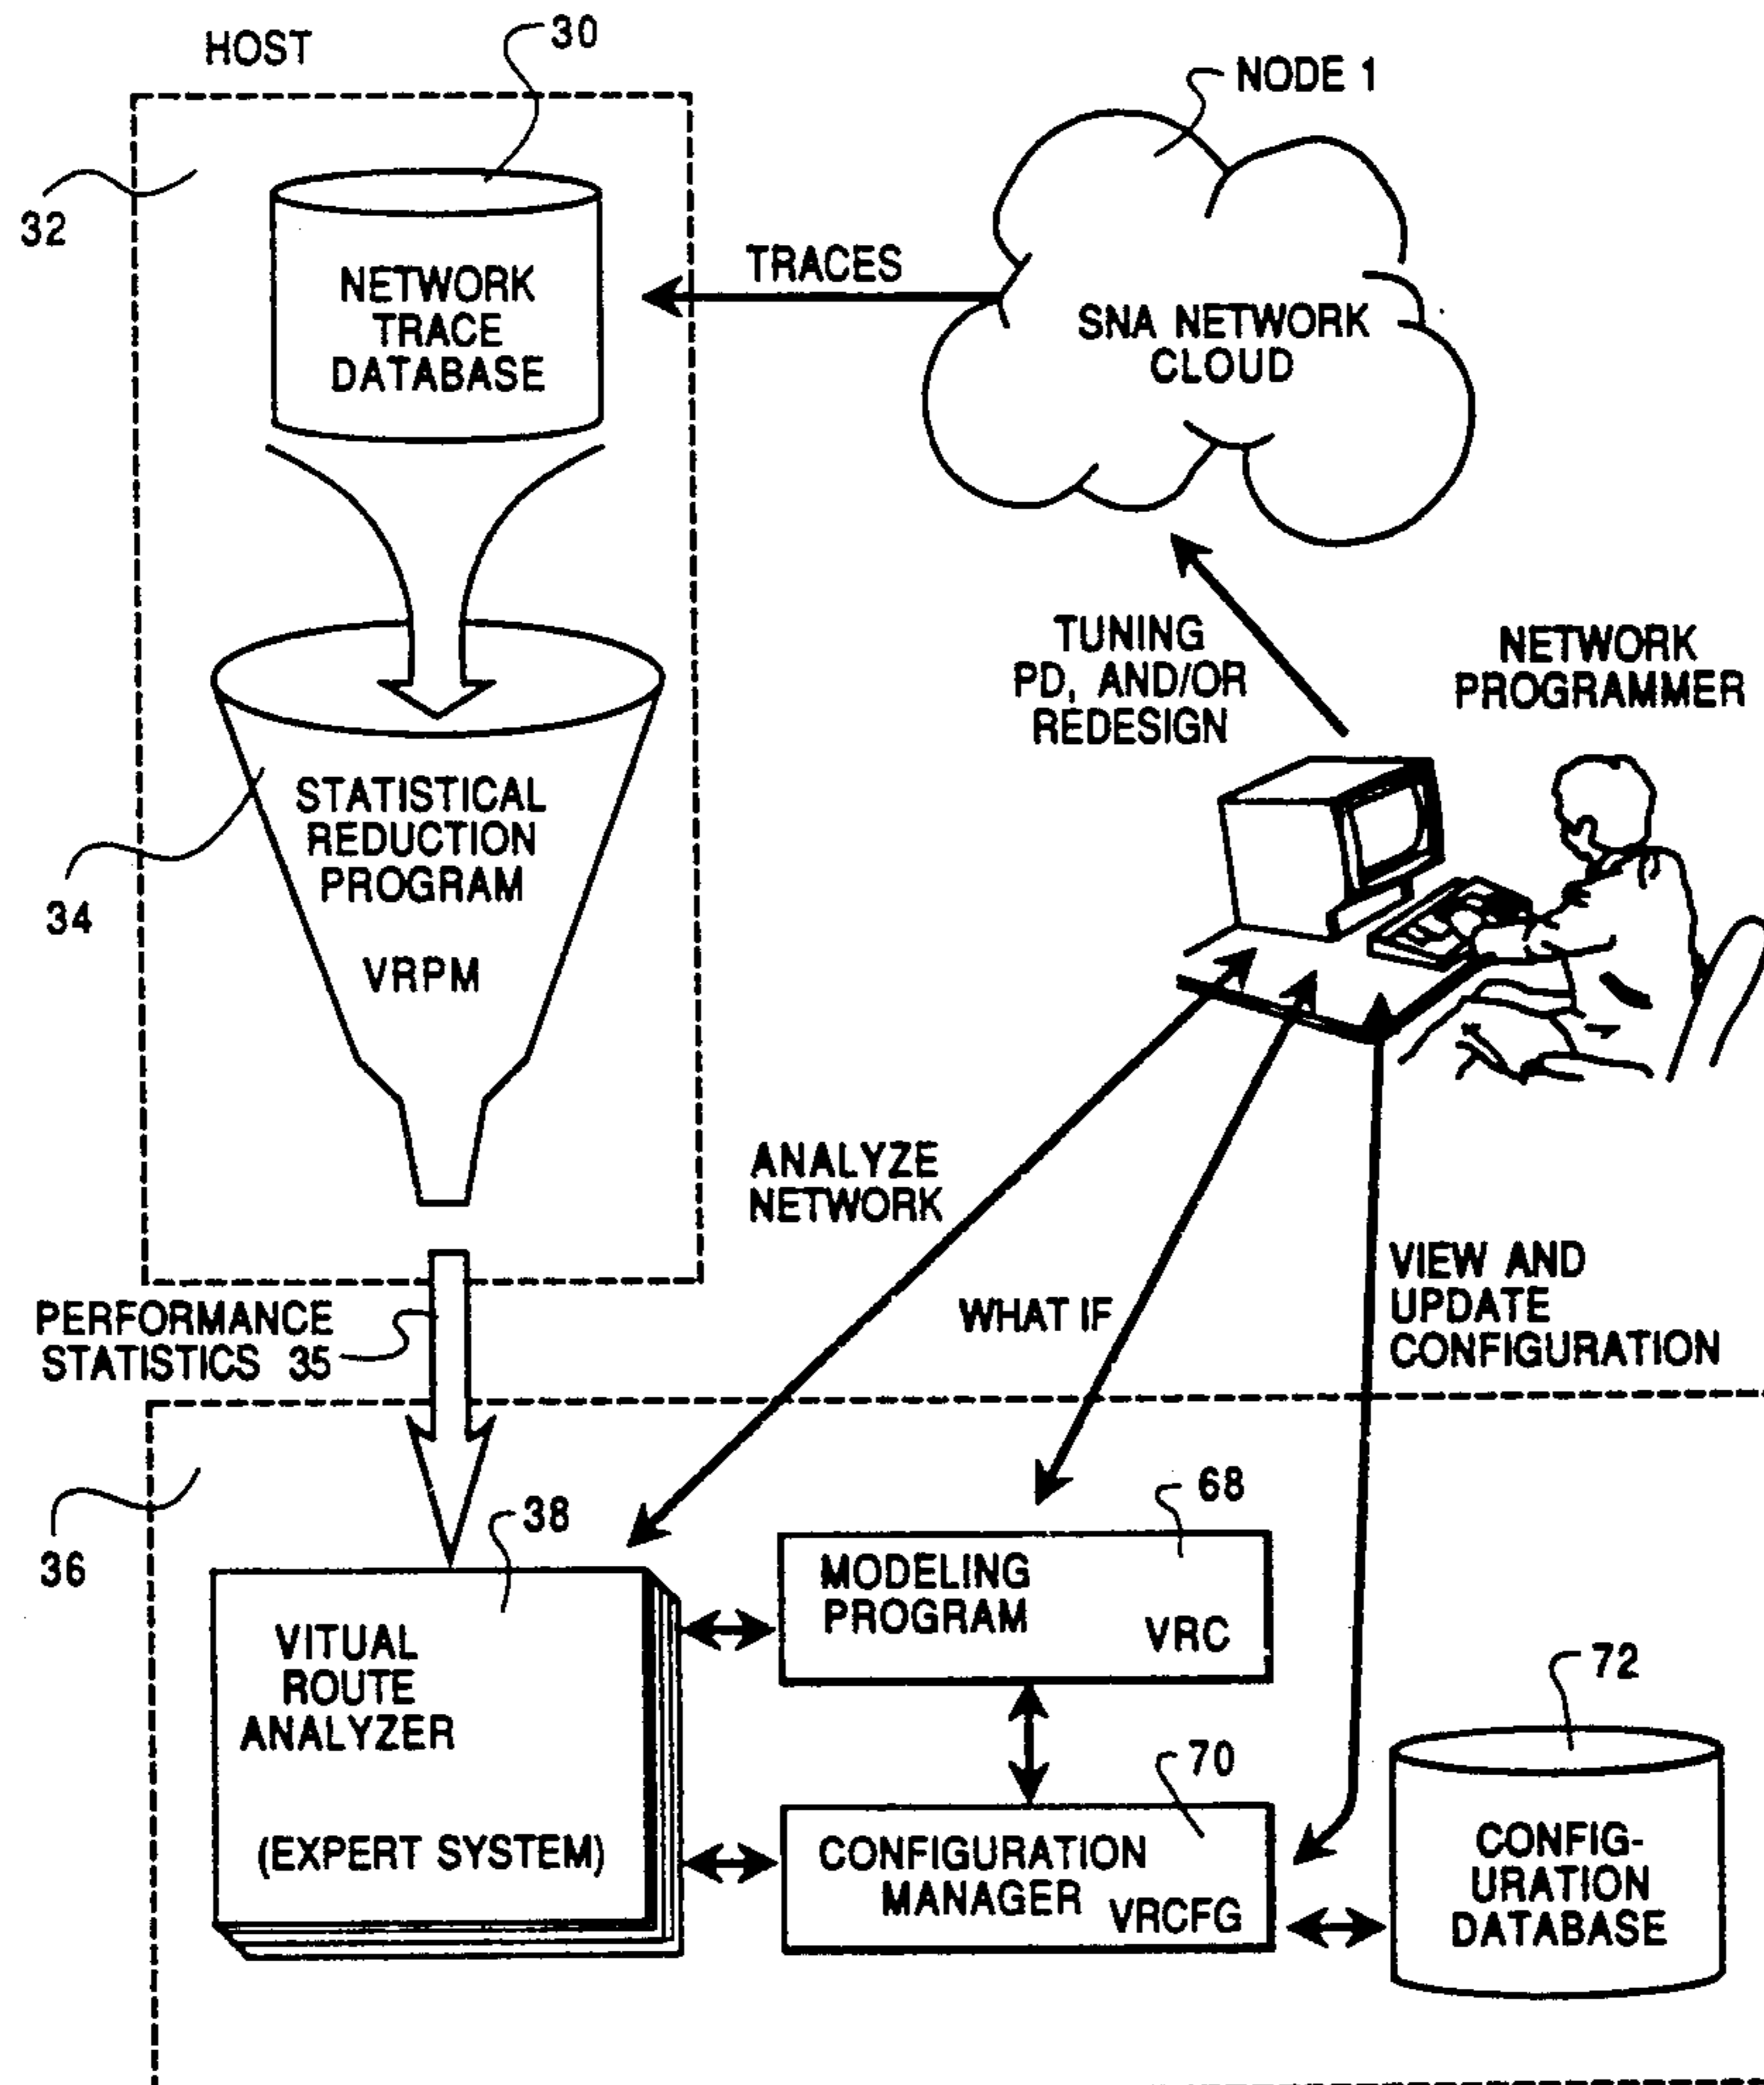 HOST
30
NODE 1
32
NETWORK
TRACE
DATABASE
TRACES
SNA NETWORK
CLOUD
TUNING
PD, AND/OR
REDESIGN
NETWORK
PROGRAMMER
STATISTICAL
REDUCTION
PROGRAM
VRPM
34
ANALYZE
NETWORK
WHAT IF
VIEW AND
UPDATE
CONFIGURATION
PERFORMANCE
STATISTICS 35
36
38
VITUAL
ROUTE
ANALYZER
(EXPERT SYSTEM)
68
MODELING
PROGRAM
VRC
70
CONFIGURATION
MANAGER
VRCFG
72
CONFIG-
URATION
DATABASE